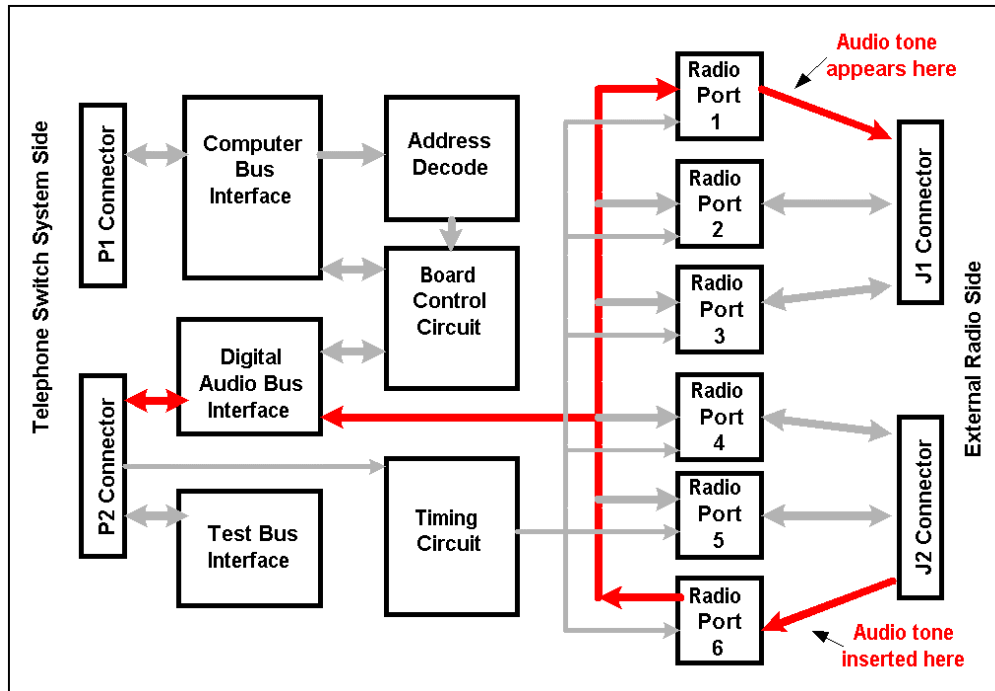 Telephone Switch System Side
P1 Connector
Computer
Bus
Interface
Address
Decode
Board
Control
Circuit
Digital
Audio Bus
Interface
P2 Connector
Test Bus
Interface
Timing
Circuit
Radio
Port
1
Radio
Port
2
Radio
Port
3
Radio
Port
4
Radio
Port
5
Radio
Port
6
Audio tone
appears here
J1 Connector
External Radio Side
J2 Connector
Audio tone
inserted here